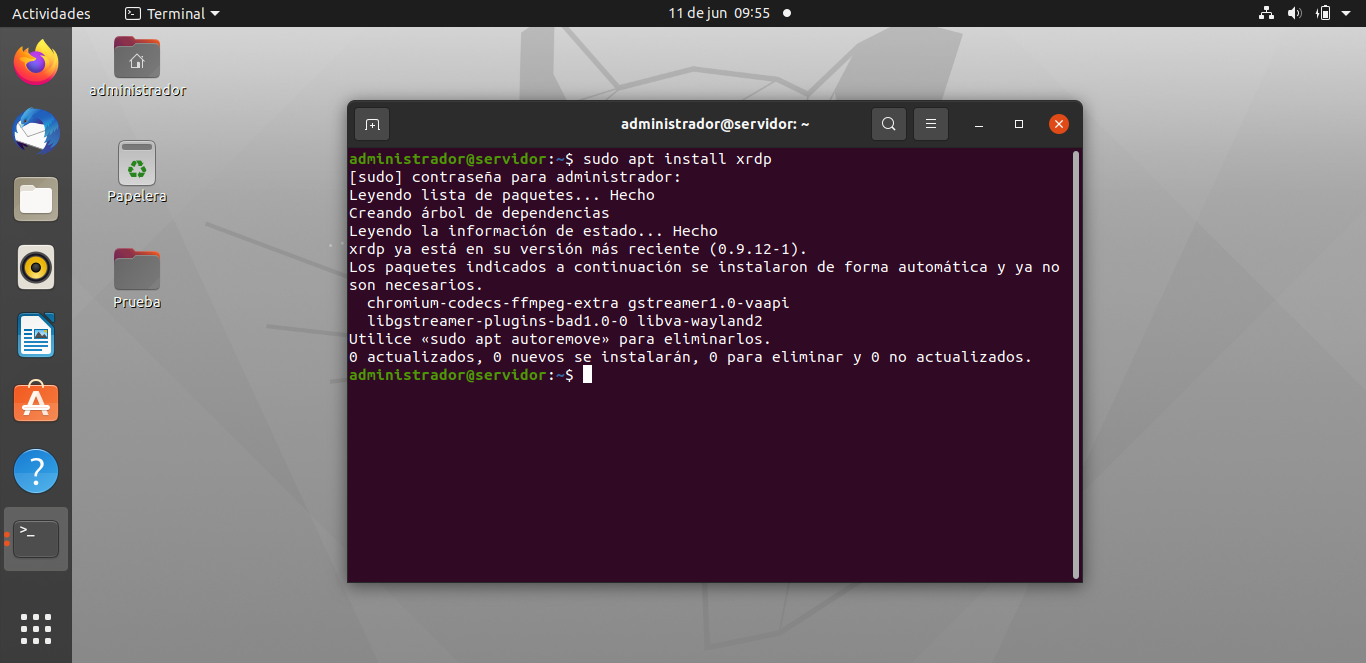 Actividades
Terminal
11 de jun 09:55
administrador
Papelera
Prueba
administrador@servidor: ~
administrador@servidor:~$ sudo apt install xrdp
[sudo] contraseña para administrador:
Leyendo lista de paquetes... Hecho
Creando árbol de dependencias
Leyendo la información de estado... Hecho
xrdp ya está en su versión más reciente (0.9.12-1).
Los paquetes indicados a continuación se instalaron de forma automática y ya no
son necesarios.
  chromium-codecs-ffmpeg-extra gstreamer1.0-vaapi
  libgstreamer-plugins-bad1.0-0 libva-wayland2
Utilice «sudo apt autoremove» para eliminarlos.
0 actualizados, 0 nuevos se instalarán, 0 para eliminar y 0 no actualizados.
administrador@servidor:~$